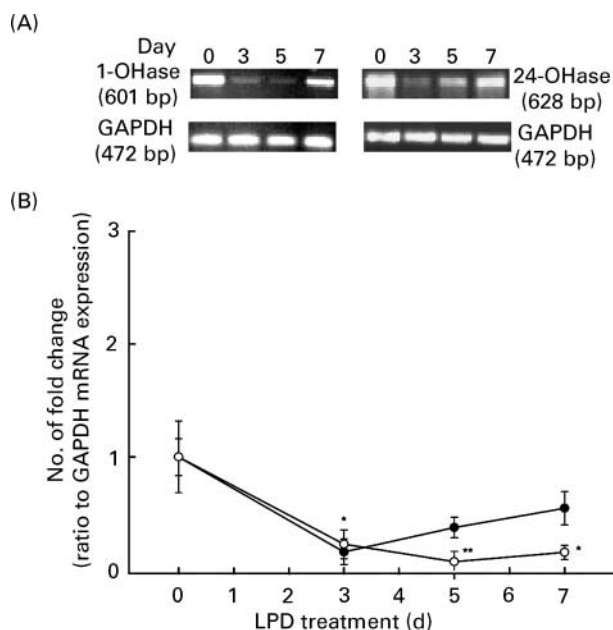 (A)
Day 0 3 5 7 0 3 5 7
1-OHase
(601 bp)
24-OHase
(628 bp)
GAPDH
(472 bp)
GAPDH
(472 bp)
(B)
No. of fold change
(ratio to GAPDH mRNA expression)
3
2
1
0
*
**
*
0 1 2 3 4 5 6 7
LPD treatment (d)